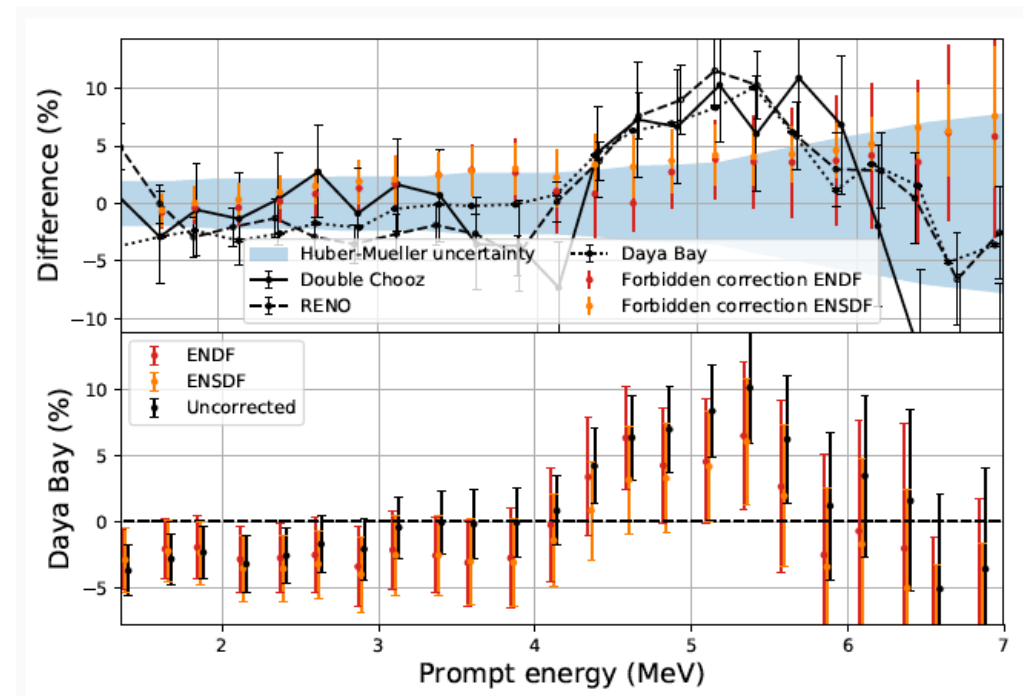 Difference (%)
10
5
0
−5
−10
Huber-Mueller uncertainty
Double Chooz
RENO
Daya Bay
Forbidden correction ENDF
Forbidden correction ENSDF
Daya Bay (%)
ENDF
ENSDF
Uncorrected
10
5
0
−5
2 3 4 5 6 7
Prompt energy (MeV)